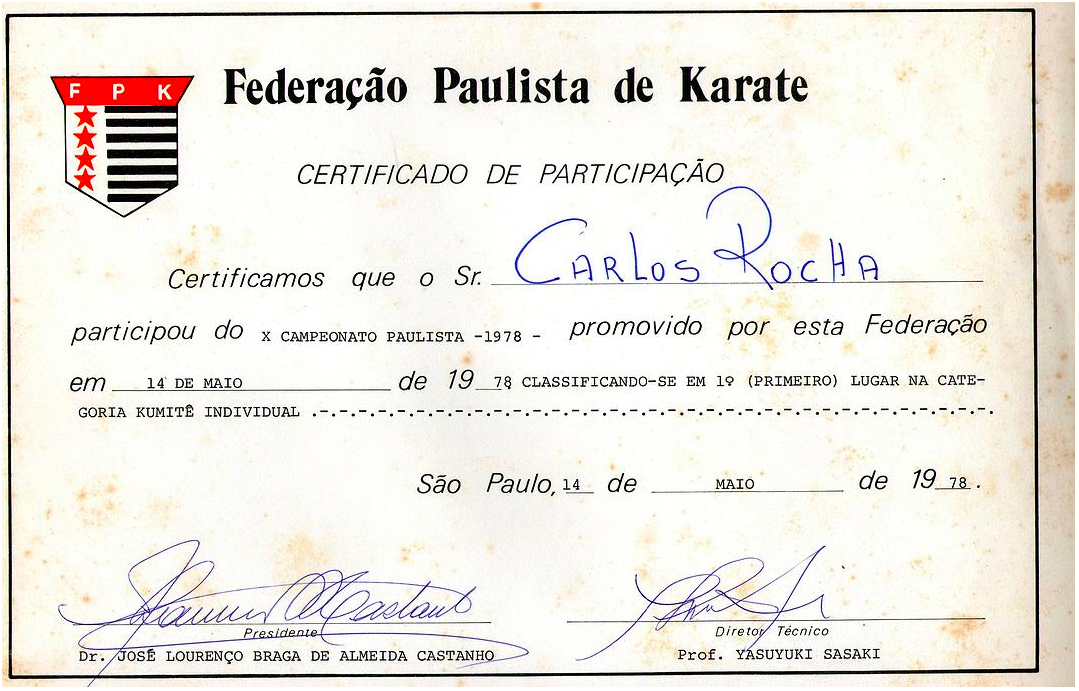 F P K
Federação Paulista de Karate
CERTIFICADO DE PARTICIPAÇÃO
Certificamos que o Sr. CARLOS ROCHA
participou do X CAMPEONATO PAULISTA -1978 - promovido por esta Federação
em 14 DE MAIO de 19 78 CLASSIFICANDO-SE EM 1º (PRIMEIRO) LUGAR NA CATE-
GORIA KUMITÊ INDIVIDUAL .-.-.-.-.-.-.-.-.-.-.-.-.-.-.-.-.-.-.-.-.-.-.-.-.-.-.-.-.-.
São Paulo, 14 de MAIO de 19 78.
Presidente
Dr. JOSÉ LOURENÇO BRAGA DE ALMEIDA CASTANHO
Diretor Técnico
Prof. YASUYUKI SASAKI